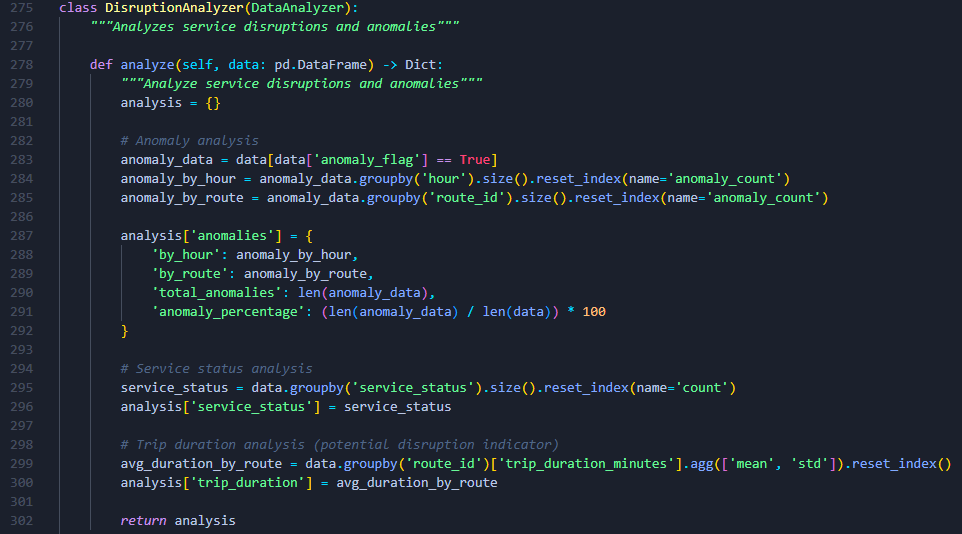 275 class DisruptionAnalyzer(DataAnalyzer):
276     """Analyzes service disruptions and anomalies"""
277
278     def analyze(self, data: pd.DataFrame) -> Dict:
279         """Analyze service disruptions and anomalies"""
280         analysis = {}
281
282         # Anomaly analysis
283         anomaly_data = data[data['anomaly_flag'] == True]
284         anomaly_by_hour = anomaly_data.groupby('hour').size().reset_index(name='anomaly_count')
285         anomaly_by_route = anomaly_data.groupby('route_id').size().reset_index(name='anomaly_count')
286
287         analysis['anomalies'] = {
288             'by_hour': anomaly_by_hour,
289             'by_route': anomaly_by_route,
290             'total_anomalies': len(anomaly_data),
291             'anomaly_percentage': (len(anomaly_data) / len(data)) * 100
292         }
293
294         # Service status analysis
295         service_status = data.groupby('service_status').size().reset_index(name='count')
296         analysis['service_status'] = service_status
297
298         # Trip duration analysis (potential disruption indicator)
299         avg_duration_by_route = data.groupby('route_id')['trip_duration_minutes'].agg(['mean', 'std']).reset_index()
300         analysis['trip_duration'] = avg_duration_by_route
301
302         return analysis